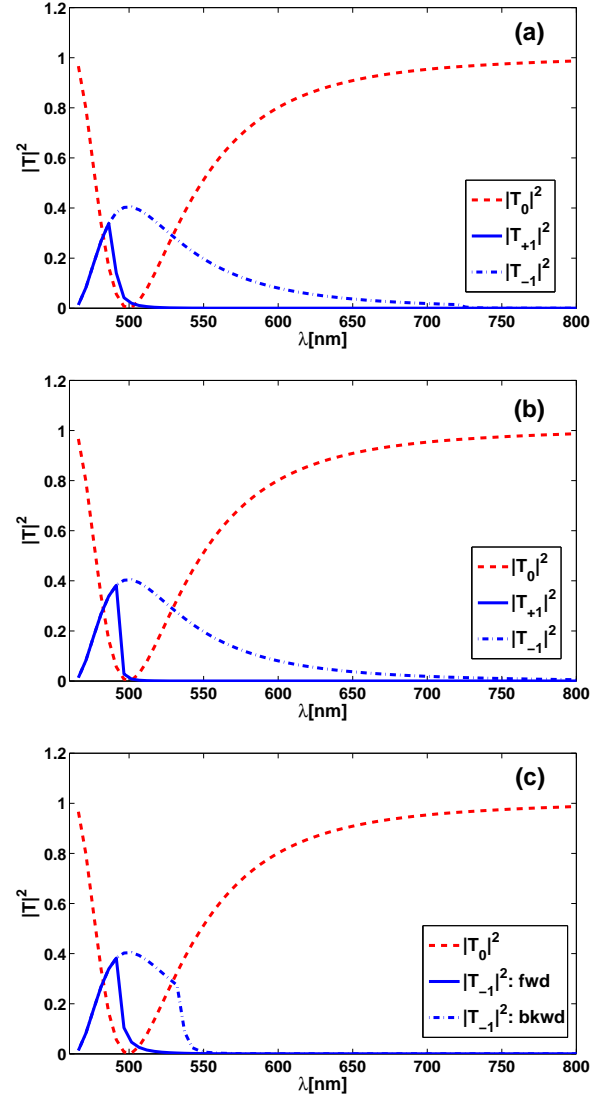 (a)
1.2
1
0.8
0.6
0.4
0.2
0
|T|²
|T₀|²
|T₊₁|²
|T₋₁|²
500 550 600 650 700 750 800
λ[nm]
(b)
1.2
1
0.8
0.6
0.4
0.2
0
|T|²
|T₀|²
|T₊₁|²
|T₋₁|²
500 550 600 650 700 750 800
λ[nm]
(c)
1.2
1
0.8
0.6
0.4
0.2
0
|T|²
|T₀|²
|T₋₁|²: fwd
|T₋₁|²: bkwd
500 550 600 650 700 750 800
λ[nm]